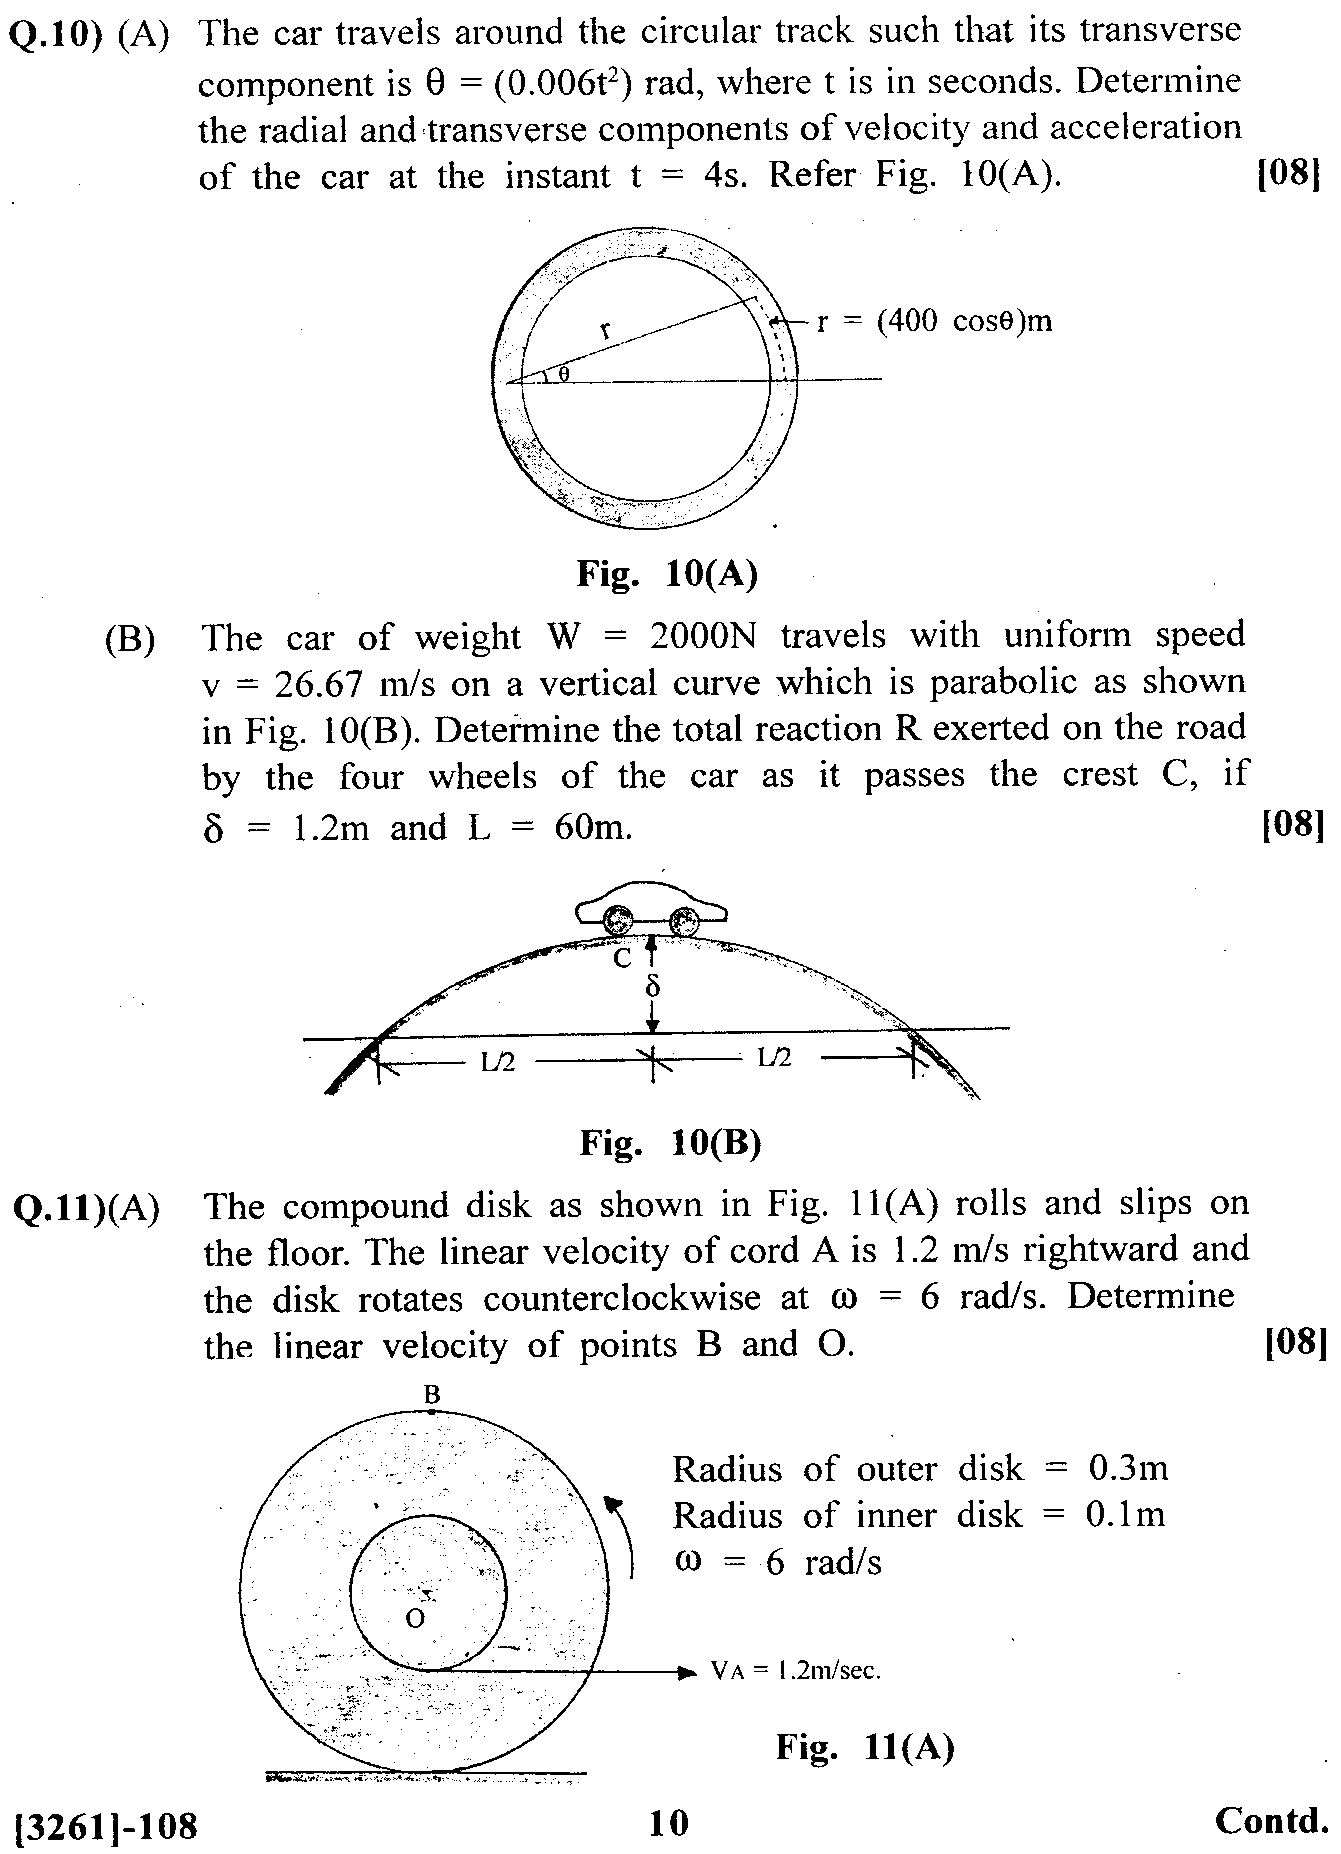 Q.10) (A) The car travels around the circular track such that its transverse
component is θ = (0.006t²) rad, where t is in seconds. Determine
the radial and transverse components of velocity and acceleration
of the car at the instant t = 4s. Refer Fig. 10(A). [08]
r = (400 cosθ)m
r
θ
Fig. 10(A)
(B) The car of weight W = 2000N travels with uniform speed
v = 26.67 m/s on a vertical curve which is parabolic as shown
in Fig. 10(B). Determine the total reaction R exerted on the road
by the four wheels of the car as it passes the crest C, if
δ = 1.2m and L = 60m. [08]
C
δ
L/2 L/2
Fig. 10(B)
Q.11)(A) The compound disk as shown in Fig. 11(A) rolls and slips on
the floor. The linear velocity of cord A is 1.2 m/s rightward and
the disk rotates counterclockwise at ω = 6 rad/s. Determine
the linear velocity of points B and O. [08]
B
Radius of outer disk = 0.3m
Radius of inner disk = 0.1m
ω = 6 rad/s
O
VA = 1.2m/sec.
Fig. 11(A)
[3261]-108 10 Contd.